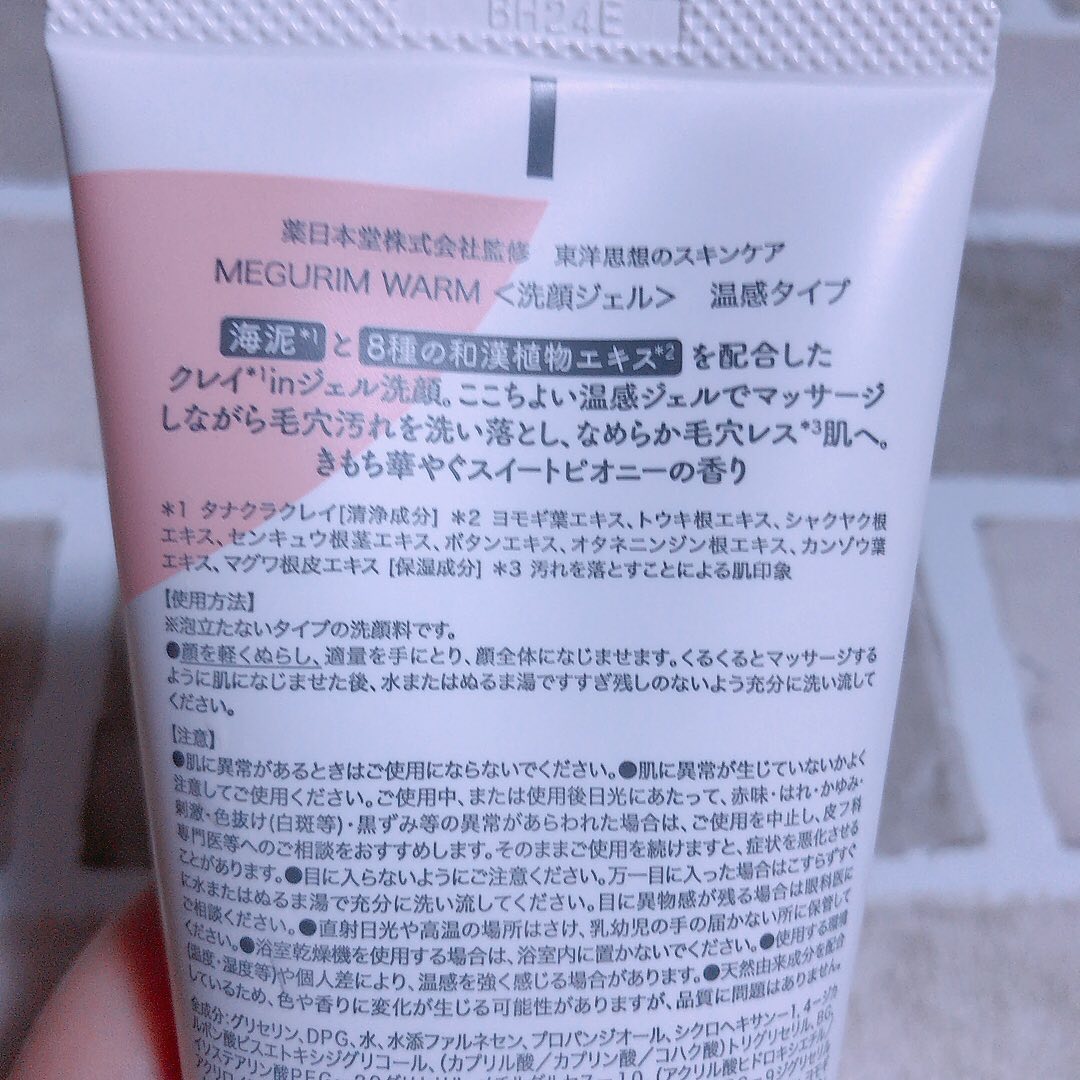 BH24E
薬日本堂株式会社監修 東洋思想のスキンケア
MEGURIM WARM <洗顔ジェル> 温感タイプ
海泥*1と8種の和漢植物エキス*2を配合した
クレイ*1inジェル洗顔。ここちよい温感ジェルでマッサージ
しながら毛穴汚れを洗い落とし、なめらか毛穴レス*3肌へ。
きもち華やぐスイートピオニーの香り
*1 タナクラクレイ[清浄成分] *2 ヨモギ葉エキス、トウキ根エキス、シャクヤク根
エキス、センキュウ根茎エキス、ボタンエキス、オタネニンジン根エキス、カンゾウ葉
エキス、マグワ根皮エキス [保湿成分] *3 汚れを落とすことによる肌印象
【使用方法】
※泡立たないタイプの洗顔料です。
●顔を軽くぬらし、適量を手にとり、顔全体になじませます。くるくるとマッサージする
ように肌になじませた後、水またはぬるま湯ですすぎ残しのないよう充分に洗い流して
ください。
【注意】
●肌に異常があるときはご使用にならないでください。●肌に異常が生じていないかよく
注意してご使用ください。ご使用中、または使用後日光にあたって、赤味・はれ・かゆみ・
刺激・色抜け(白斑等)・黒ずみ等の異常があらわれた場合は、ご使用を中止し、皮フ科
専門医等へのご相談をおすすめします。そのままご使用を続けますと、症状を悪化させる
ことがあります。●目に入らないようにご注意ください。万一目に入った場合はこすらずすぐ
に水またはぬるま湯で充分に洗い流してください。目に異物感が残る場合は眼科医に
ご相談ください。●直射日光や高温の場所はさけ、乳幼児の手の届かない所に保管して
ください。●浴室乾燥機を使用する場合は、浴室内に置かないでください。●使用する環境
(温度・湿度等)や個人差により、温感を強く感じる場合があります。●天然由来成分を配合
しているため、色や香りに変化が生じる可能性がありますが、品質に問題はありません。
全成分:グリセリン、DPG、水、水添ファルネセン、プロパンジオール、シクロヘキサン-1,4-ジカ
ルボン酸ビスエトキシジグリコール、(カプリル酸/カプリン酸/コハク酸)トリグリセリル、BG、
イソステアリン酸PEG-20グリセリル、